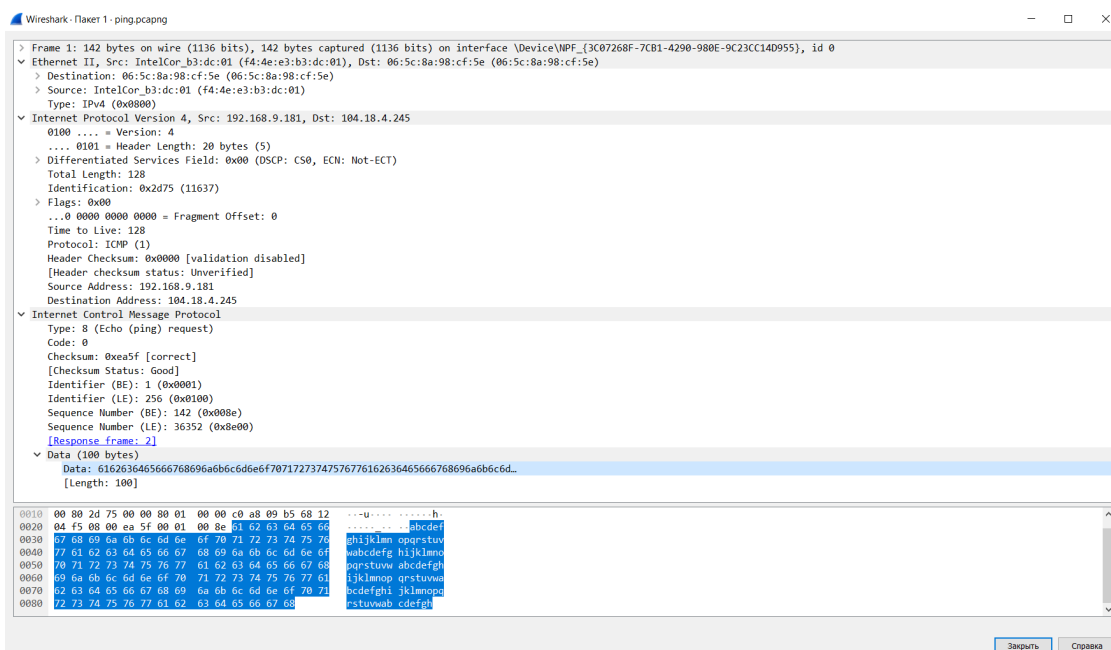 Wireshark · Пакет 1 · ping.pcapng
Frame 1: 142 bytes on wire (1136 bits), 142 bytes captured (1136 bits) on interface \Device\NPF_{3C07268F-7CB1-4290-980E-9C23CC14D955}, id 0
Ethernet II, Src: IntelCor_b3:dc:01 (f4:4e:e3:b3:dc:01), Dst: 06:5c:8a:98:cf:5e (06:5c:8a:98:cf:5e)
Destination: 06:5c:8a:98:cf:5e (06:5c:8a:98:cf:5e)
Source: IntelCor_b3:dc:01 (f4:4e:e3:b3:dc:01)
Type: IPv4 (0x0800)
Internet Protocol Version 4, Src: 192.168.9.181, Dst: 104.18.4.245
0100 .... = Version: 4
.... 0101 = Header Length: 20 bytes (5)
Differentiated Services Field: 0x00 (DSCP: CS0, ECN: Not-ECT)
Total Length: 128
Identification: 0x2d75 (11637)
Flags: 0x00
...0 0000 0000 0000 = Fragment Offset: 0
Time to Live: 128
Protocol: ICMP (1)
Header Checksum: 0x0000 [validation disabled]
[Header checksum status: Unverified]
Source Address: 192.168.9.181
Destination Address: 104.18.4.245
Internet Control Message Protocol
Type: 8 (Echo (ping) request)
Code: 0
Checksum: 0xea5f [correct]
[Checksum Status: Good]
Identifier (BE): 1 (0x0001)
Identifier (LE): 256 (0x0100)
Sequence Number (BE): 142 (0x008e)
Sequence Number (LE): 36352 (0x8e00)
[Response frame: 2]
Data (100 bytes)
Data: 6162636465666768696a6b6c6d6e6f7071727374757677616263646566676869​6a6b6c6d…
[Length: 100]
0010 00 80 2d 75 00 00 80 01 00 00 c0 a8 09 b5 68 12 ··-u···· ······h·
0020 04 f5 08 00 ea 5f 00 01 00 8e 61 62 63 64 65 66 ·····_·· ··abcdef
0030 67 68 69 6a 6b 6c 6d 6e 6f 70 71 72 73 74 75 76 ghijklmn opqrstuv
0040 77 61 62 63 64 65 66 67 68 69 6a 6b 6c 6d 6e 6f wabcdefg hijklmno
0050 70 71 72 73 74 75 76 77 61 62 63 64 65 66 67 68 pqrstuvw abcdefgh
0060 69 6a 6b 6c 6d 6e 6f 70 71 72 73 74 75 76 77 61 ijklmnop qrstuvwa
0070 62 63 64 65 66 67 68 69 6a 6b 6c 6d 6e 6f 70 71 bcdefghi jklmnopq
0080 72 73 74 75 76 77 61 62 63 64 65 66 67 68 rstuvwab cdefgh
Закрыть Справка